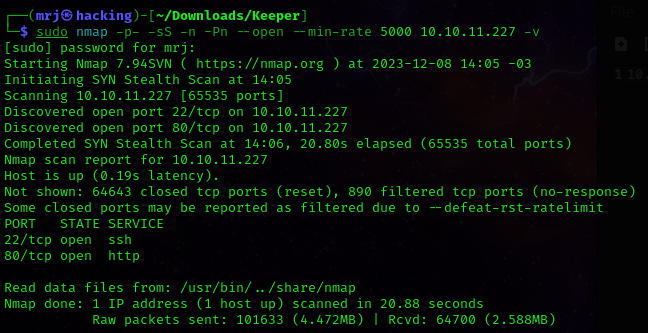 ┌──(mrj㉿hacking)-[~/Downloads/Keeper]
└─$ sudo nmap -p- -sS -n -Pn --open --min-rate 5000 10.10.11.227 -v
[sudo] password for mrj:
Starting Nmap 7.94SVN ( https://nmap.org ) at 2023-12-08 14:05 -03
Initiating SYN Stealth Scan at 14:05
Scanning 10.10.11.227 [65535 ports]
Discovered open port 22/tcp on 10.10.11.227
Discovered open port 80/tcp on 10.10.11.227
Completed SYN Stealth Scan at 14:06, 20.80s elapsed (65535 total ports)
Nmap scan report for 10.10.11.227
Host is up (0.19s latency).
Not shown: 64643 closed tcp ports (reset), 890 filtered tcp ports (no-response)
Some closed ports may be reported as filtered due to --defeat-rst-ratelimit
PORT   STATE SERVICE
22/tcp open  ssh
80/tcp open  http

Read data files from: /usr/bin/../share/nmap
Nmap done: 1 IP address (1 host up) scanned in 20.88 seconds
           Raw packets sent: 101633 (4.472MB) | Rcvd: 64700 (2.588MB)
File
1 10.